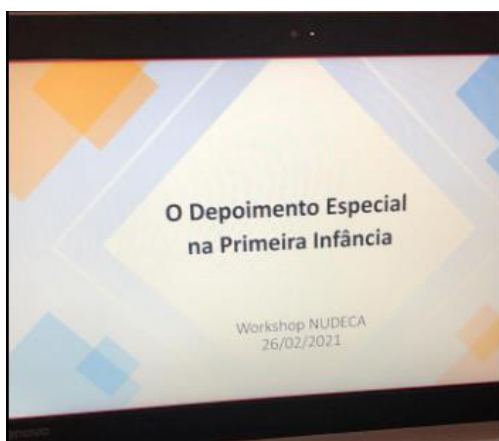 O Depoimento Especial
na Primeira Infância
Workshop NUDECA
26/02/2021